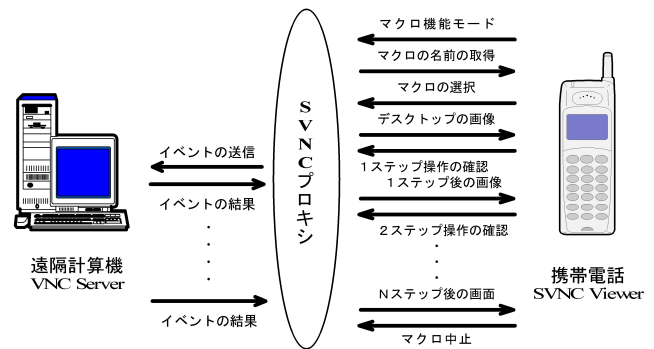 マクロ機能モード
マクロの名前の取得
マクロの選択
デスクトップの画像
1ステップ操作の確認
1ステップ後の画像
2ステップ操作の確認
・
・
・
Nステップ後の画面
マクロ中止
SVNCプロキシ
イベントの送信
イベントの結果
・
・
・
・
イベントの結果
遠隔計算機
VNC Server
携帯電話
SVNC Viewer